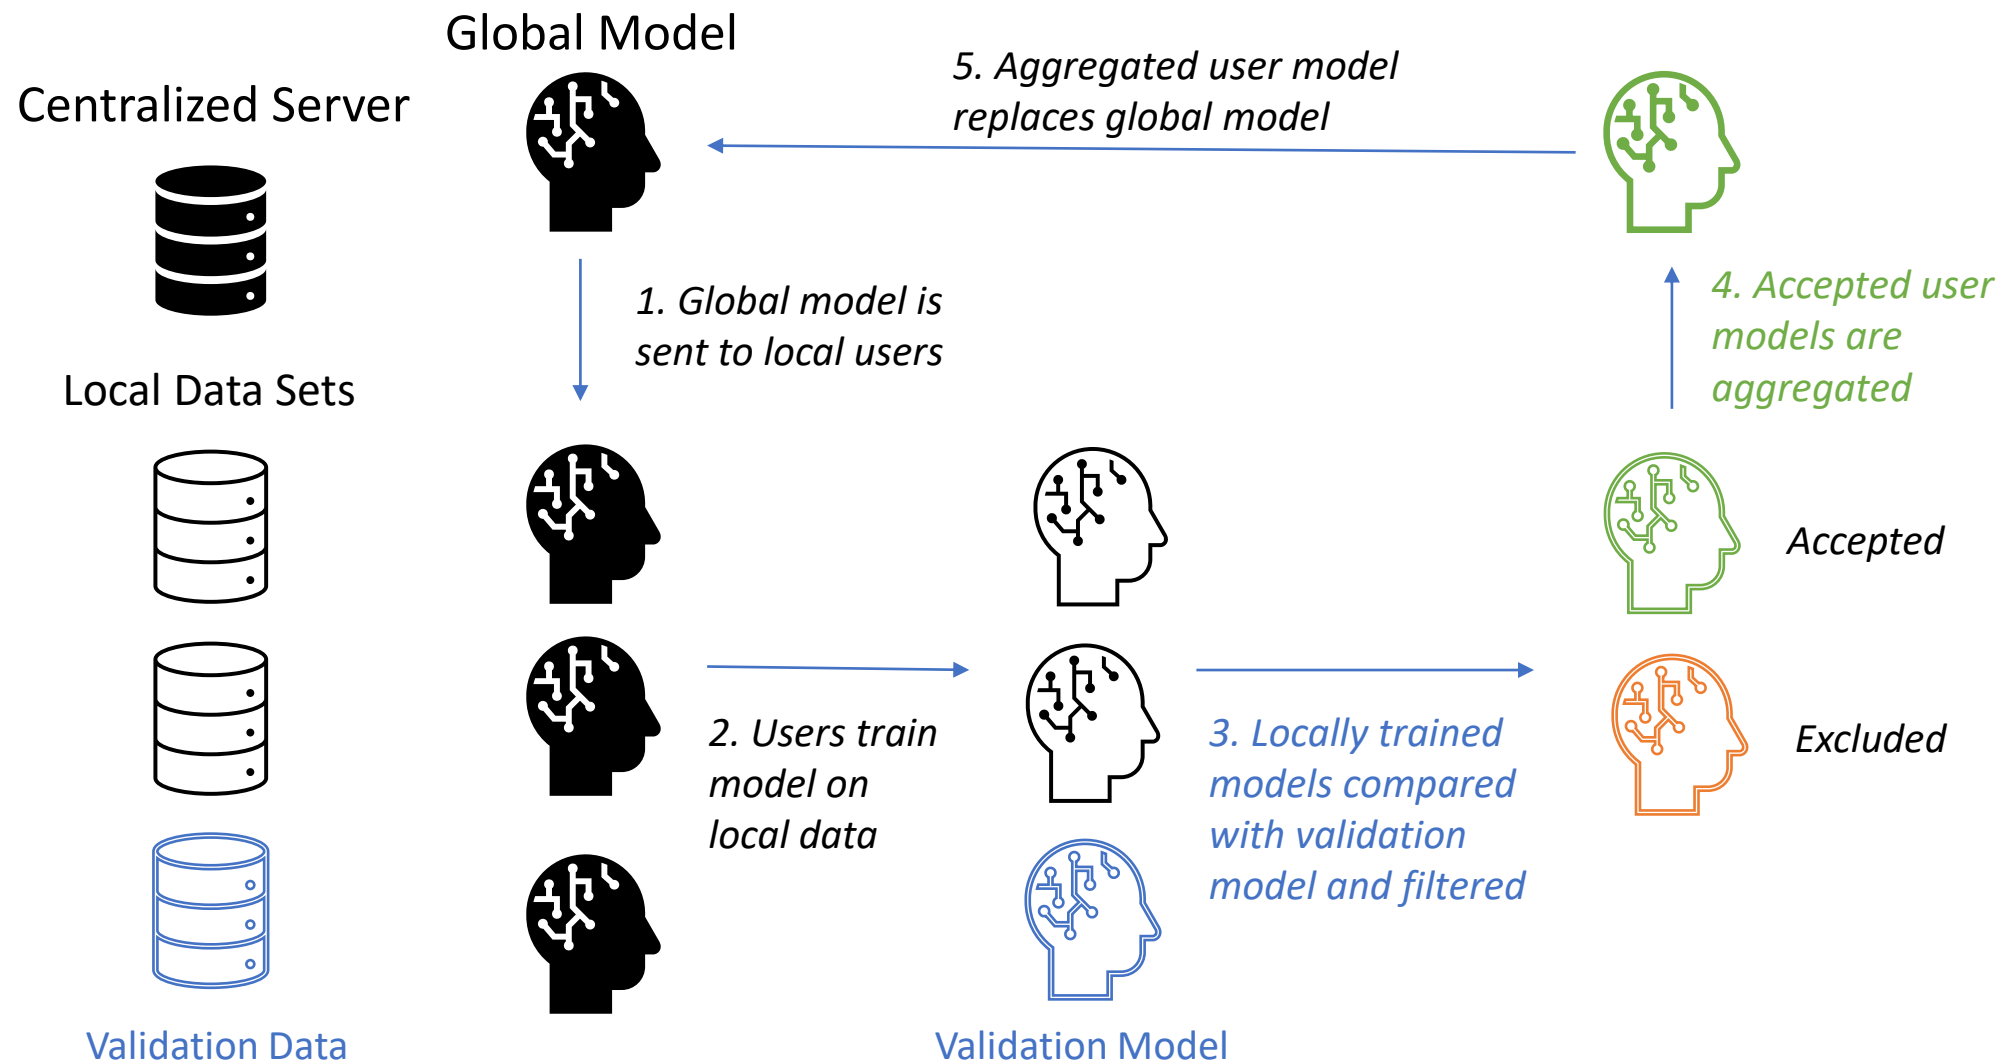 Global Model
Centralized Server
5. Aggregated user model
replaces global model
1. Global model is
sent to local users
4. Accepted user
models are
aggregated
Local Data Sets
Accepted
2. Users train
model on
local data
3. Locally trained
models compared
with validation
model and filtered
Excluded
Validation Data
Validation Model